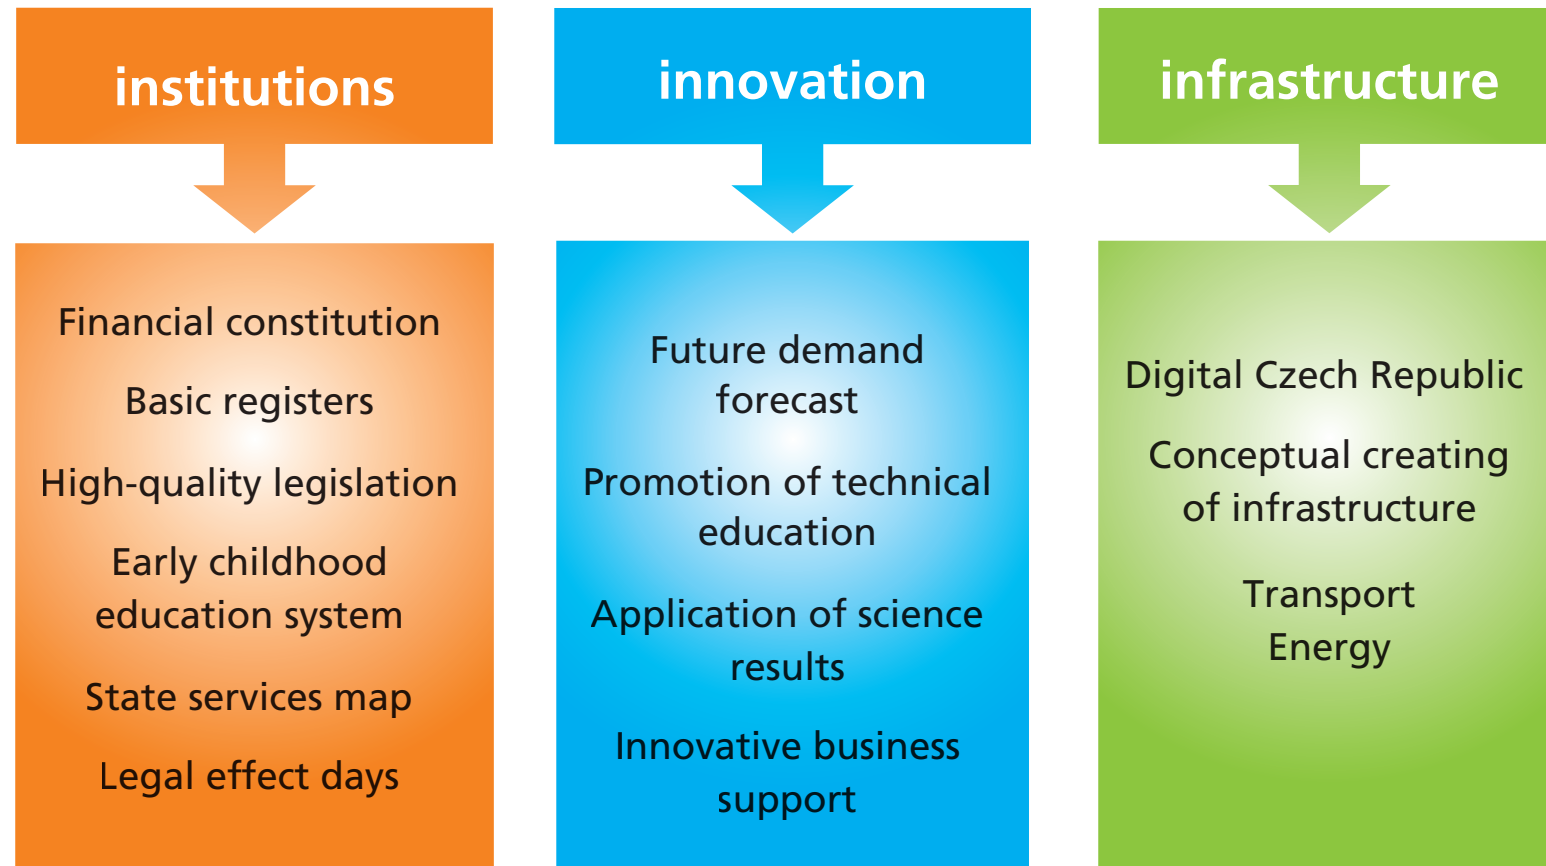 institutions
Financial constitution
Basic registers
High-quality legislation
Early childhood
education system
State services map
Legal effect days
innovation
Future demand
forecast
Promotion of technical
education
Application of science
results
Innovative business
support
infrastructure
Digital Czech Republic
Conceptual creating
of infrastructure
Transport
Energy